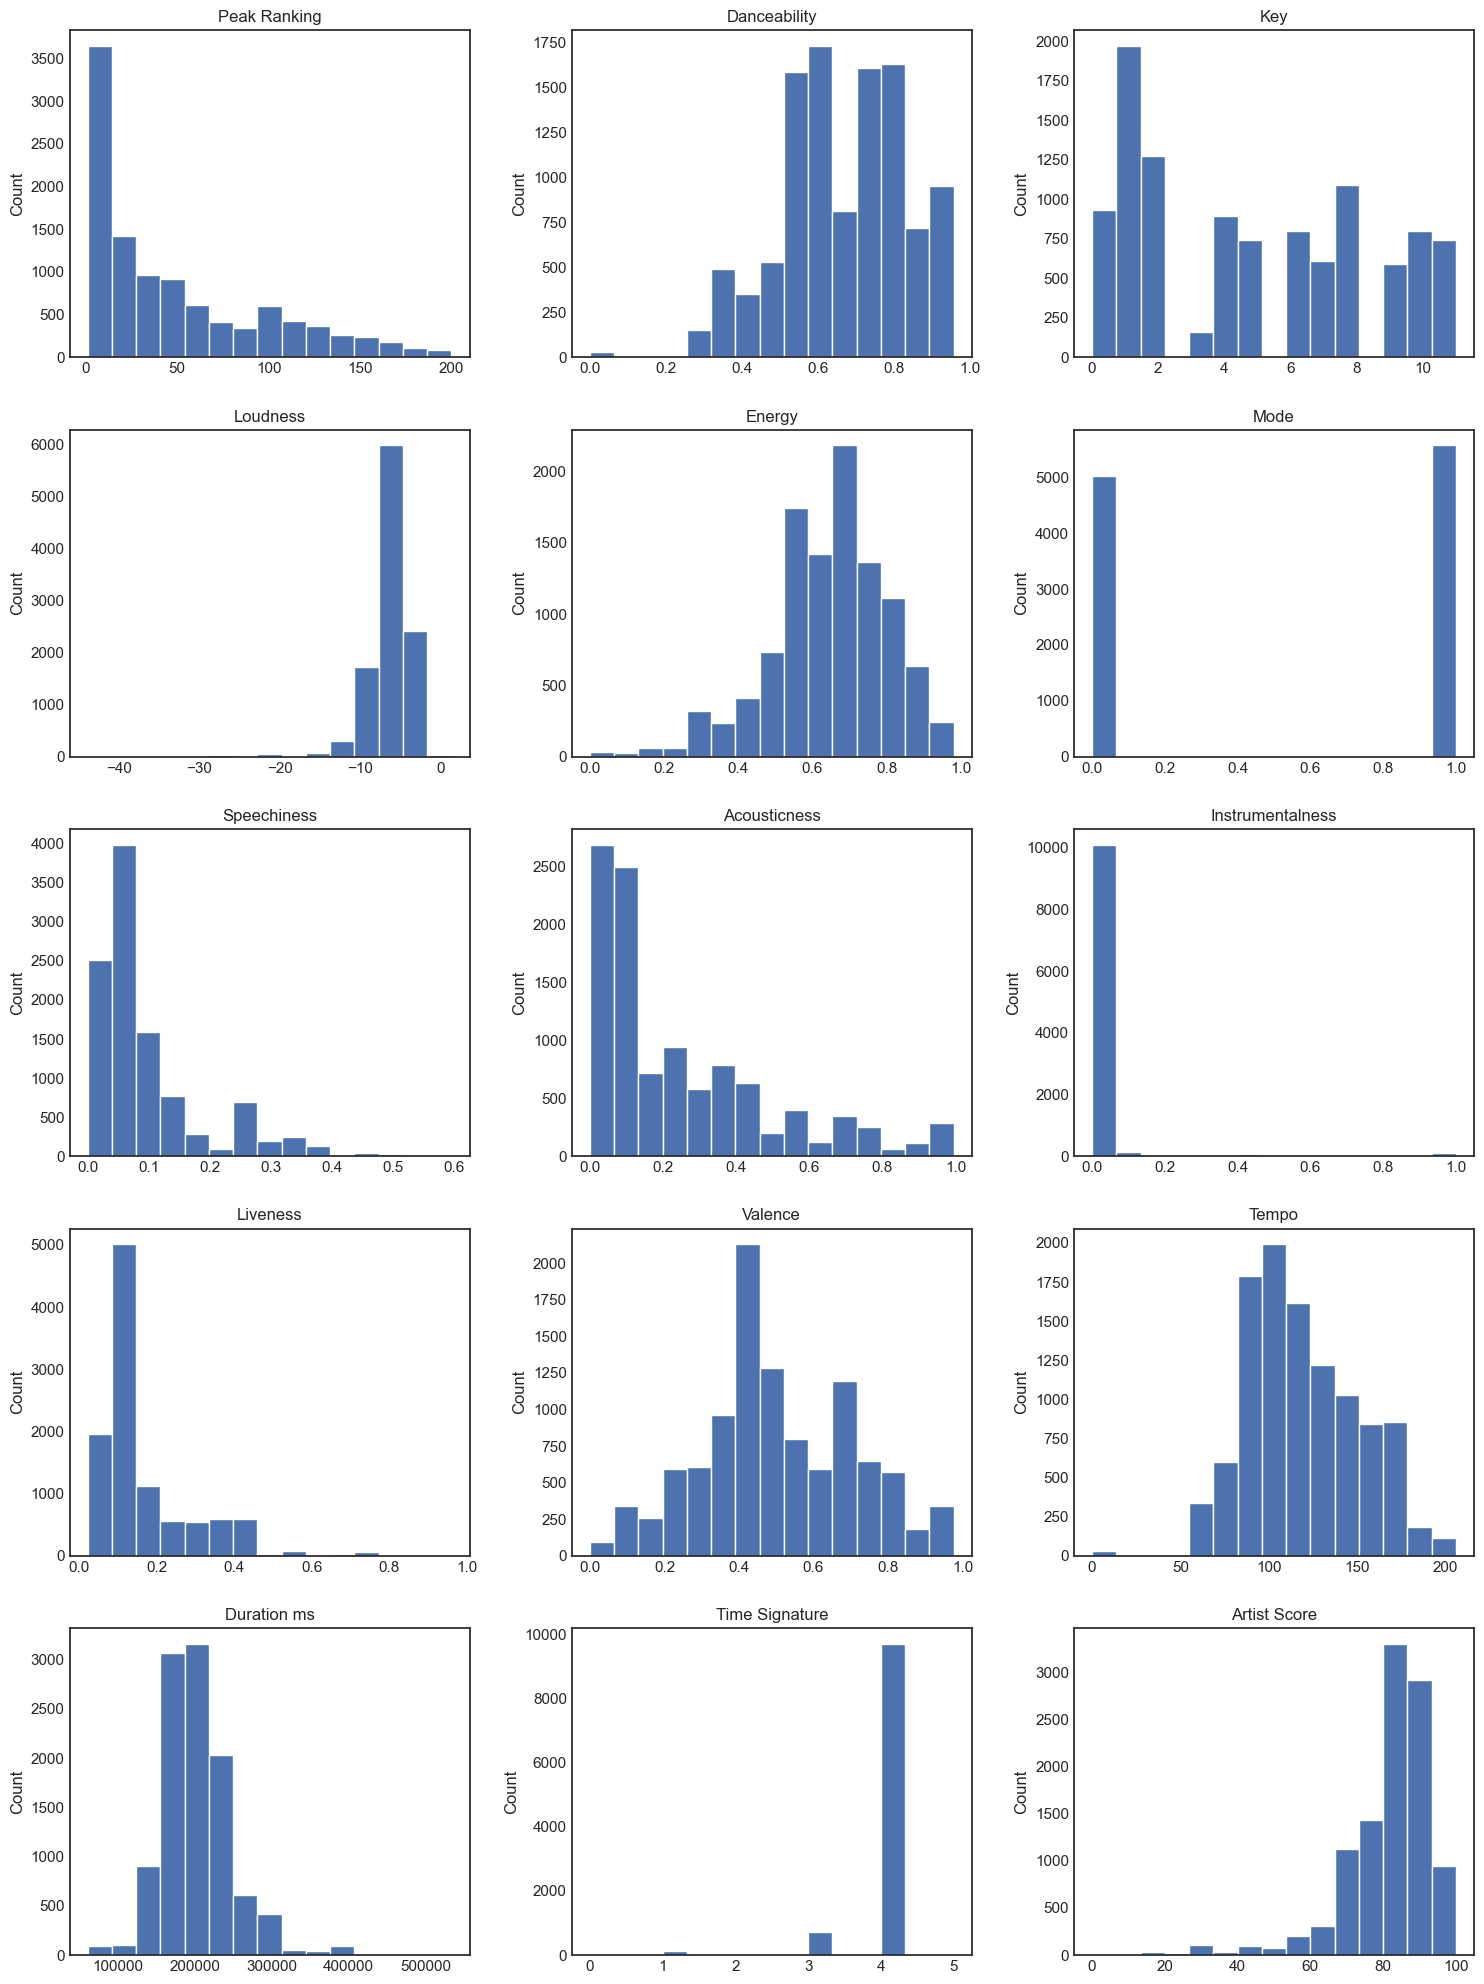 Peak Ranking
Danceability
Key
Count
3500
3000
2500
2000
1500
1000
500
0
0 50 100 150 200
Count
1750
1500
1250
1000
750
500
250
0
0.0 0.2 0.4 0.6 0.8 1.0
Count
2000
1750
1500
1250
1000
750
500
250
0
0 2 4 6 8 10
Loudness
Energy
Mode
Count
6000
5000
4000
3000
2000
1000
0
−40 −30 −20 −10 0
Count
2000
1500
1000
500
0
0.0 0.2 0.4 0.6 0.8 1.0
Count
5000
4000
3000
2000
1000
0
0.0 0.2 0.4 0.6 0.8 1.0
Speechiness
Acousticness
Instrumentalness
Count
4000
3500
3000
2500
2000
1500
1000
500
0
0.0 0.1 0.2 0.3 0.4 0.5 0.6
Count
2500
2000
1500
1000
500
0
0.0 0.2 0.4 0.6 0.8 1.0
Count
10000
8000
6000
4000
2000
0
0.0 0.2 0.4 0.6 0.8 1.0
Liveness
Valence
Tempo
Count
5000
4000
3000
2000
1000
0
0.0 0.2 0.4 0.6 0.8 1.0
Count
2000
1750
1500
1250
1000
750
500
250
0
0.0 0.2 0.4 0.6 0.8 1.0
Count
2000
1750
1500
1250
1000
750
500
250
0
0 50 100 150 200
Duration ms
Time Signature
Artist Score
Count
3000
2500
2000
1500
1000
500
0
100000 200000 300000 400000 500000
Count
10000
8000
6000
4000
2000
0
0 1 2 3 4 5
Count
3000
2500
2000
1500
1000
500
0
0 20 40 60 80 100